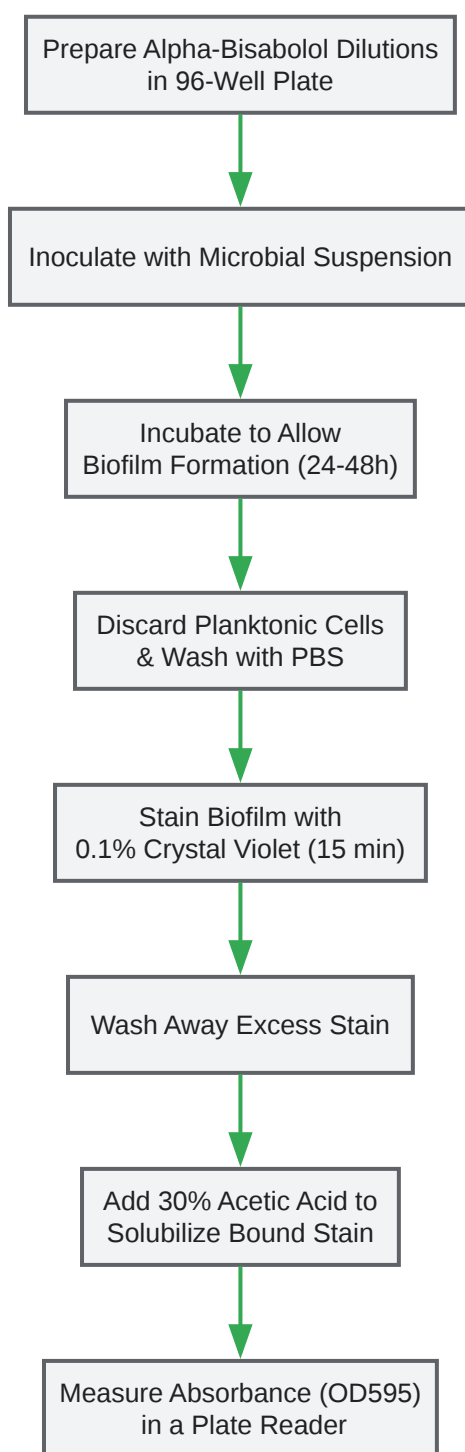 Prepare Alpha-Bisabolol Dilutions
in 96-Well Plate
Inoculate with Microbial Suspension
Incubate to Allow
Biofilm Formation (24-48h)
Discard Planktonic Cells
& Wash with PBS
Stain Biofilm with
0.1% Crystal Violet (15 min)
Wash Away Excess Stain
Add 30% Acetic Acid to
Solubilize Bound Stain
Measure Absorbance (OD595)
in a Plate Reader